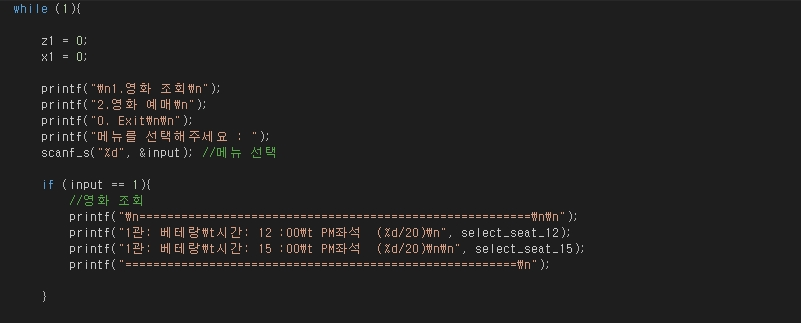 while (1){
z1 = 0;
x1 = 0;
printf("₩n1.영화 조회₩n");
printf("2.영화 예매₩n");
printf("0. Exit₩n₩n");
printf("메뉴를 선택해주세요 : ");
scanf_s("%d", &input); //메뉴 선택
if (input == 1){
//영화 조회
printf("₩n========================================================₩n₩n");
printf("1관: 베테랑₩t시간: 12 :00₩t PM좌석  (%d/20)₩n", select_seat_12);
printf("1관: 베테랑₩t시간: 15 :00₩t PM좌석  (%d/20)₩n₩n", select_seat_15);
printf("========================================================₩n");
}